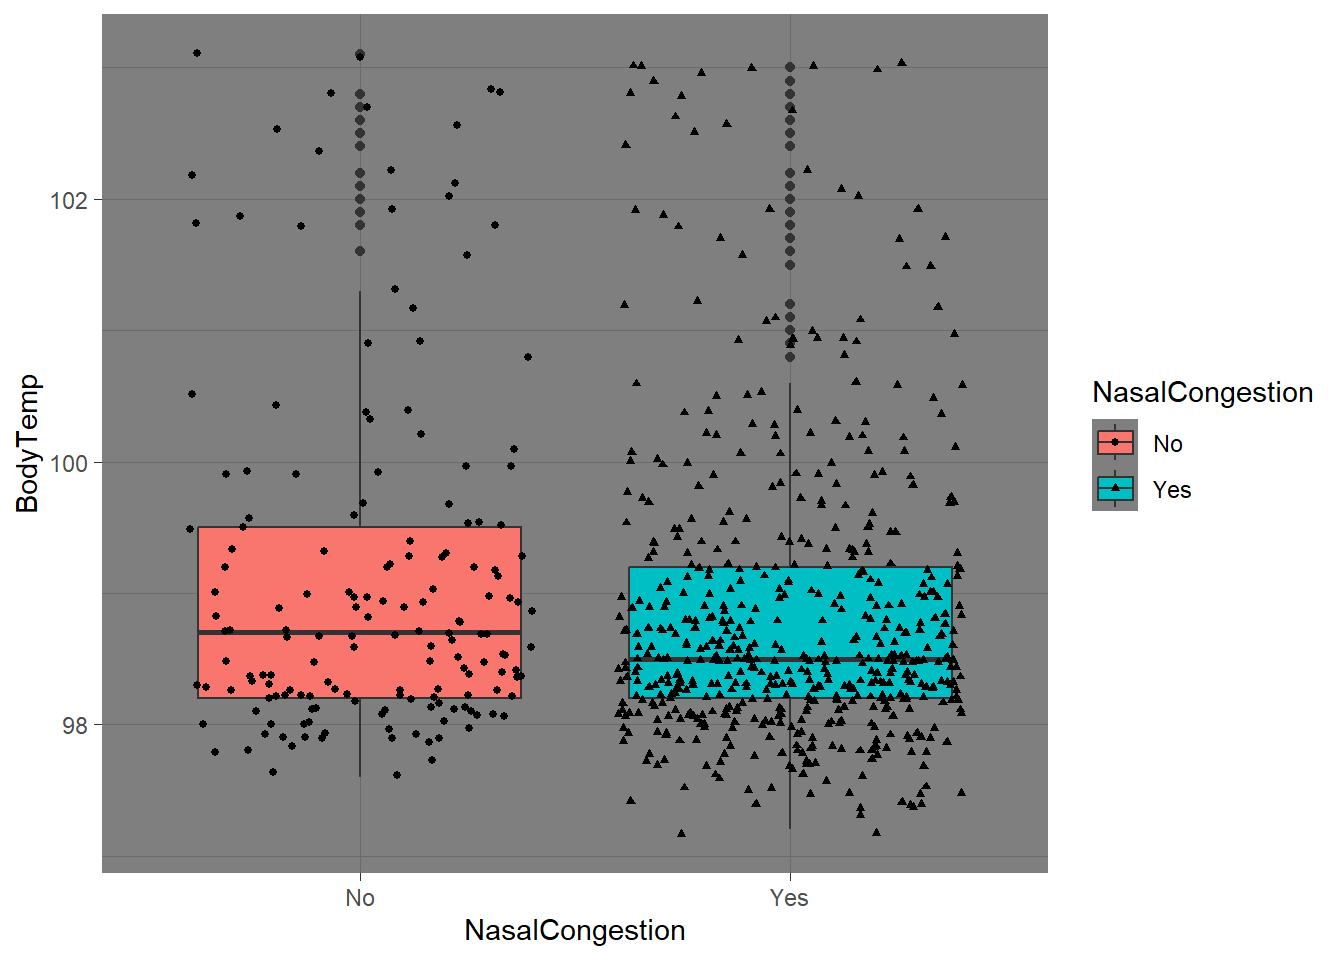 BodyTemp
102
100
98
No
Yes
NasalCongestion
NasalCongestion
No
Yes